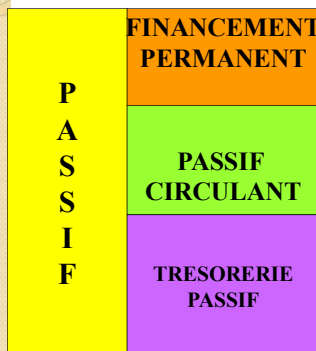 P
A
S
S
I
F
FINANCEMENT
PERMANENT
PASSIF
CIRCULANT
TRESORERIE
PASSIF